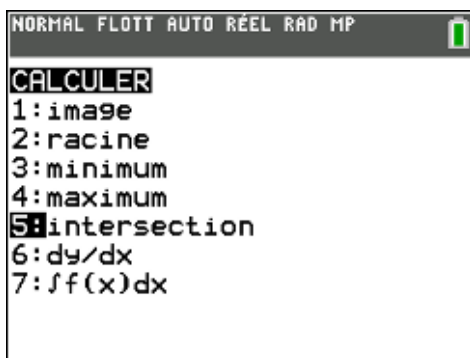 NORMAL FLOTT AUTO RÉEL RAD MP
CALCULER
1:image
2:racine
3:minimum
4:maximum
5:intersection
6:dy/dx
7:∫f(x)dx